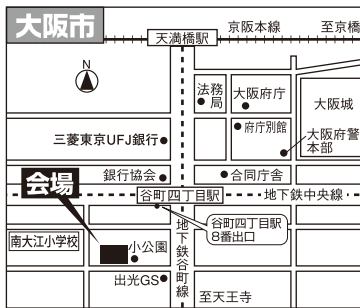 大阪市
京阪本線
至京橋
天満橋駅
N
法務局
大阪府庁
大阪城
府庁別館
三菱東京UFJ銀行
大阪府警
本部
銀行協会
合同庁舎
会場
谷町四丁目駅
地下鉄中央線
谷町四丁目駅
8番出口
南大江小学校
小公園
地下鉄谷町線
出光GS
至天王寺